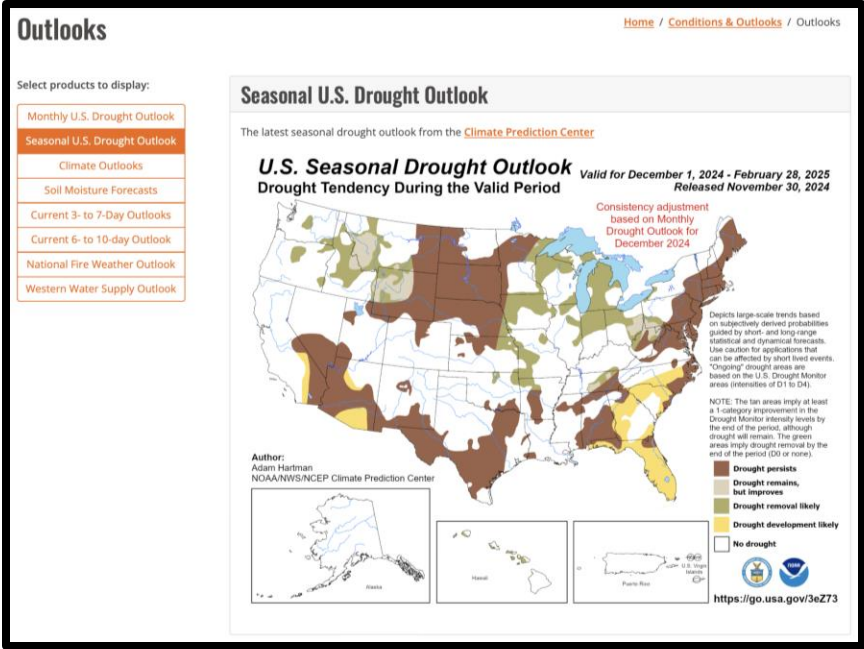 Outlooks
Home / Conditions & Outlooks / Outlooks
Select products to display:
Monthly U.S. Drought Outlook
Seasonal U.S. Drought Outlook
Climate Outlooks
Soil Moisture Forecasts
Current 3- to 7-Day Outlooks
Current 6- to 10-day Outlook
National Fire Weather Outlook
Western Water Supply Outlook
Seasonal U.S. Drought Outlook
The latest seasonal drought outlook from the Climate Prediction Center
U.S. Seasonal Drought Outlook
Drought Tendency During the Valid Period
Valid for December 1, 2024 - February 28, 2025
Released November 30, 2024
Consistency adjustment
based on Monthly
Drought Outlook for
December 2024
Depicts large-scale trends based
on subjectively derived probabilities
guided by short- and long-range
statistical and dynamical forecasts.
Use caution for applications that
can be affected by short lived events.
"Ongoing" drought areas are
based on the U.S. Drought Monitor
areas (intensities of D1 to D4).
NOTE: The tan areas imply at least
a 1-category improvement in the
Drought Monitor intensity levels by
the end of the period, although
drought will remain. The green
areas imply drought removal by the
end of the period (D0 or none).
Author:
Adam Hartman
NOAA/NWS/NCEP Climate Prediction Center
Drought persists
Drought remains,
but improves
Drought removal likely
Drought development likely
No drought
Alaska
Hawaii
Puerto Rico
U.S. Virgin
Islands
NOAA
https://go.usa.gov/3eZ73